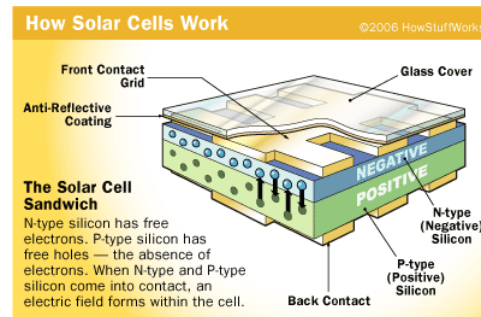 How Solar Cells Work
©2006 HowStuffWorks
Front Contact
Grid
Glass Cover
Anti-Reflective
Coating
NEGATIVE
POSITIVE
The Solar Cell
Sandwich
N-type silicon has free
electrons. P-type silicon has
free holes — the absence of
electrons. When N-type and P-type
silicon come into contact, an
electric field forms within the cell.
N-type
(Negative)
Silicon
P-type
(Positive)
Silicon
Back Contact